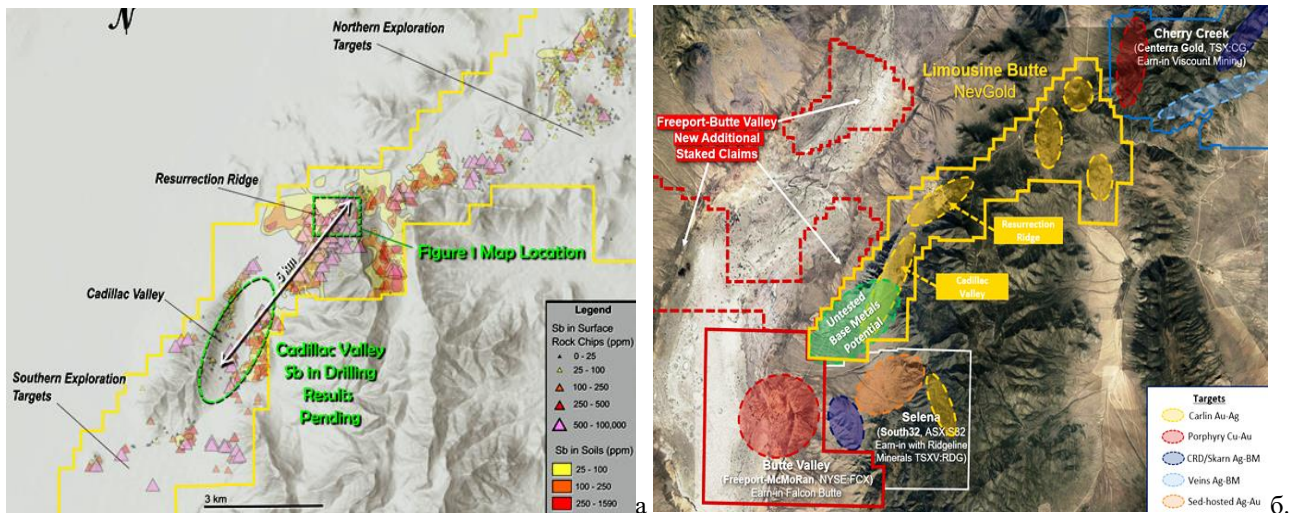 N
Northern Exploration
Targets
Resurrection Ridge
5 km
Figure 1 Map Location
Cadillac Valley
Cadillac Valley
Sb in Drilling
Results
Pending
Southern Exploration
Targets
3 km
Legend
Sb in Surface
Rock Chips (ppm)
0 - 25
25 - 100
100 - 250
250 - 500
500 - 100,000
Sb in Soils (ppm)
25 - 100
100 - 250
250 - 1590
а
Cherry Creek
(Centerra Gold, TSX:CG,
Earn-in Viscount Mining)
Limousine Butte
NevGold
Freeport-Butte Valley
New Additional
Staked Claims
Resurrection
Ridge
Cadillac
Valley
Untested
Base Metals
Potential
Selena
(South32, ASX:S32
Earn-in with Ridgeline
Minerals TSXV:RDG)
Butte Valley
(Freeport-McMoRan, NYSE:FCX)
Earn-in Falcon Butte
Targets
Carlin Au-Ag
Porphyry Cu-Au
CRD/Skarn Ag-BM
Veins Ag-BM
Sed-hosted Ag-Au
б.